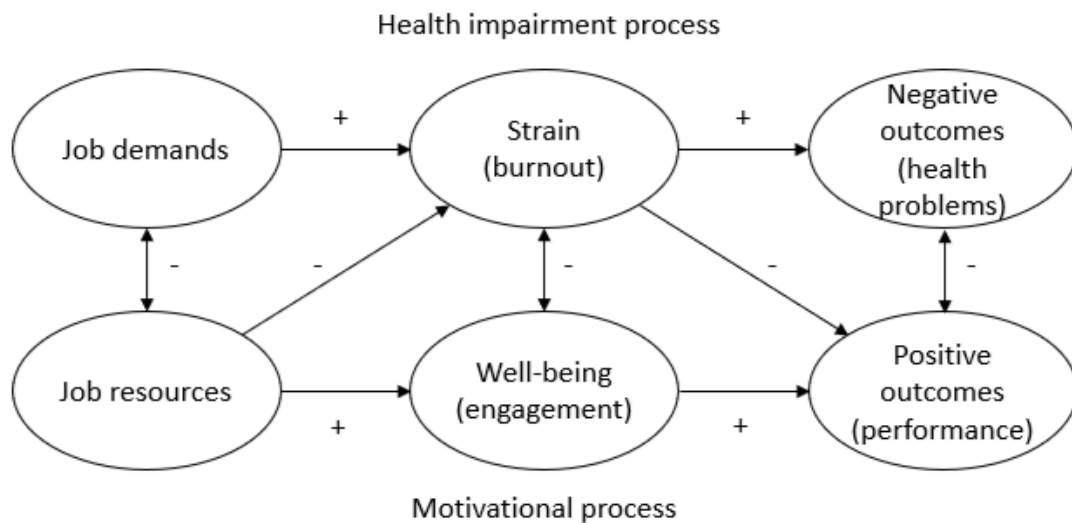 Health impairment process
Job demands
+
Strain
(burnout)
+
Negative
outcomes
(health
problems)
-
-
-
-
-
Job resources
+
Well-being
(engagement)
+
Positive
outcomes
(performance)
Motivational process